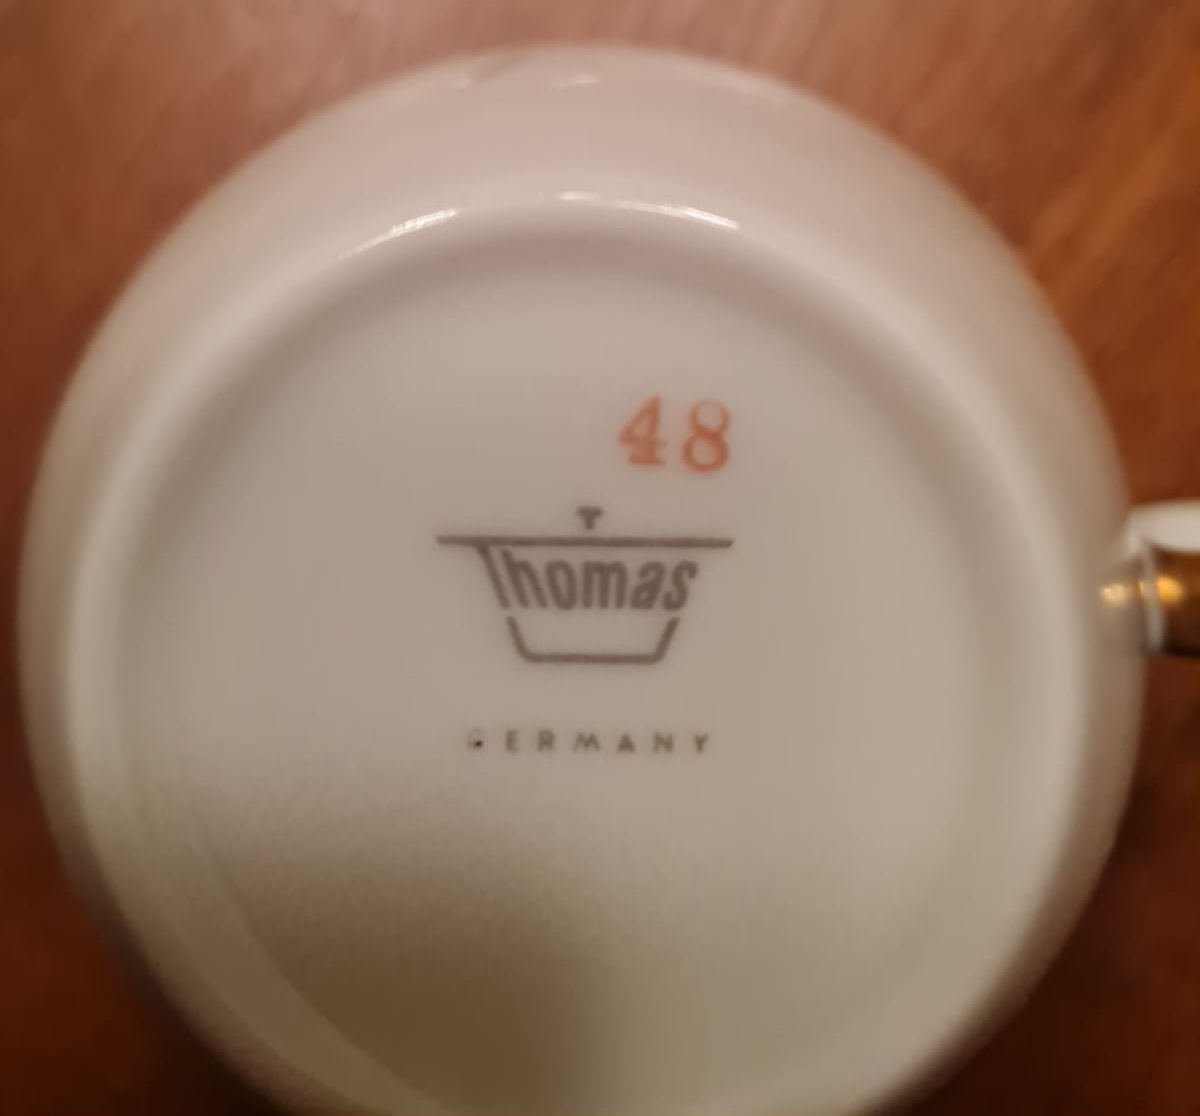 48
T
Thomas
GERMANY